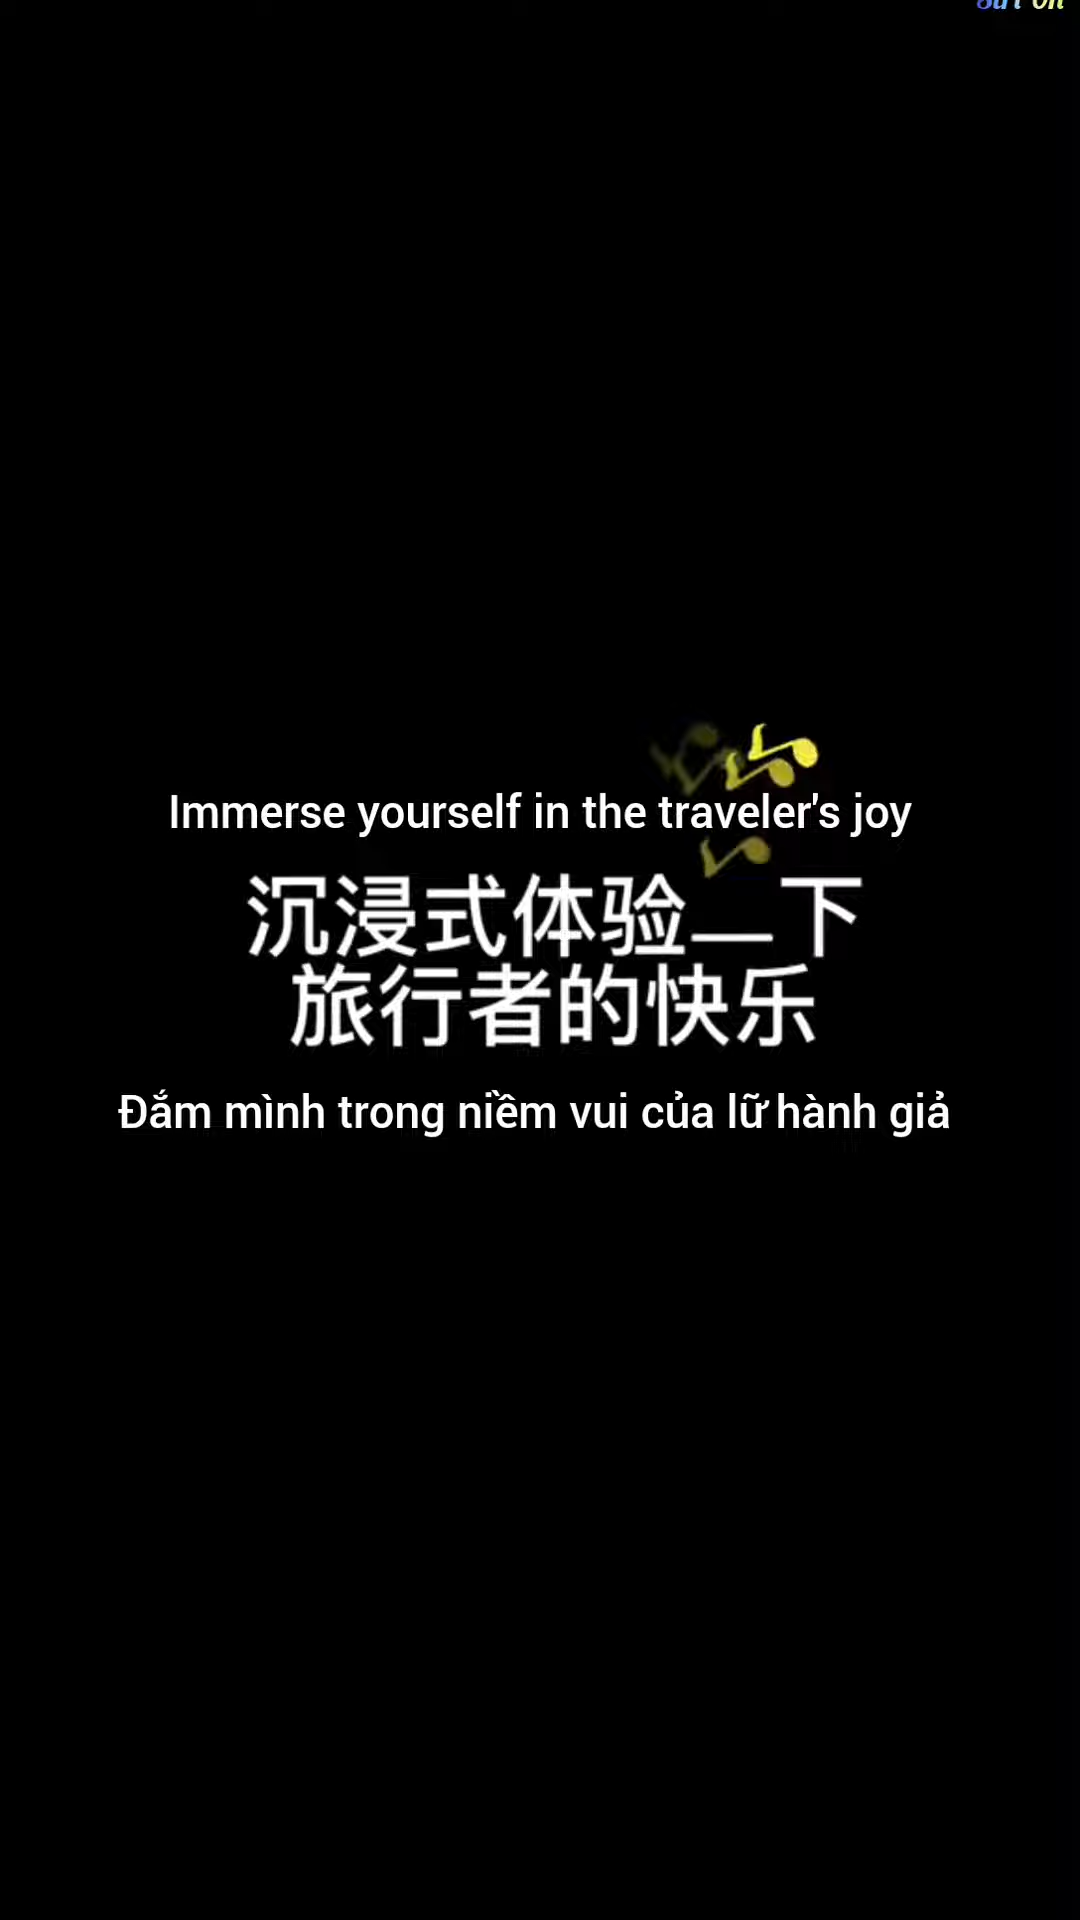 Immerse yourself in the traveler's joy
沉浸式体验一下
旅行者的快乐
Đắm mình trong niềm vui của lữ hành giả